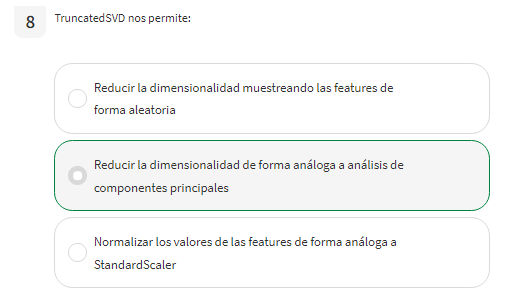 8
TruncatedSVD nos permite:
Reducir la dimensionalidad muestreando las features de
forma aleatoria
Reducir la dimensionalidad de forma análoga a análisis de
componentes principales
Normalizar los valores de las features de forma análoga a
StandardScaler